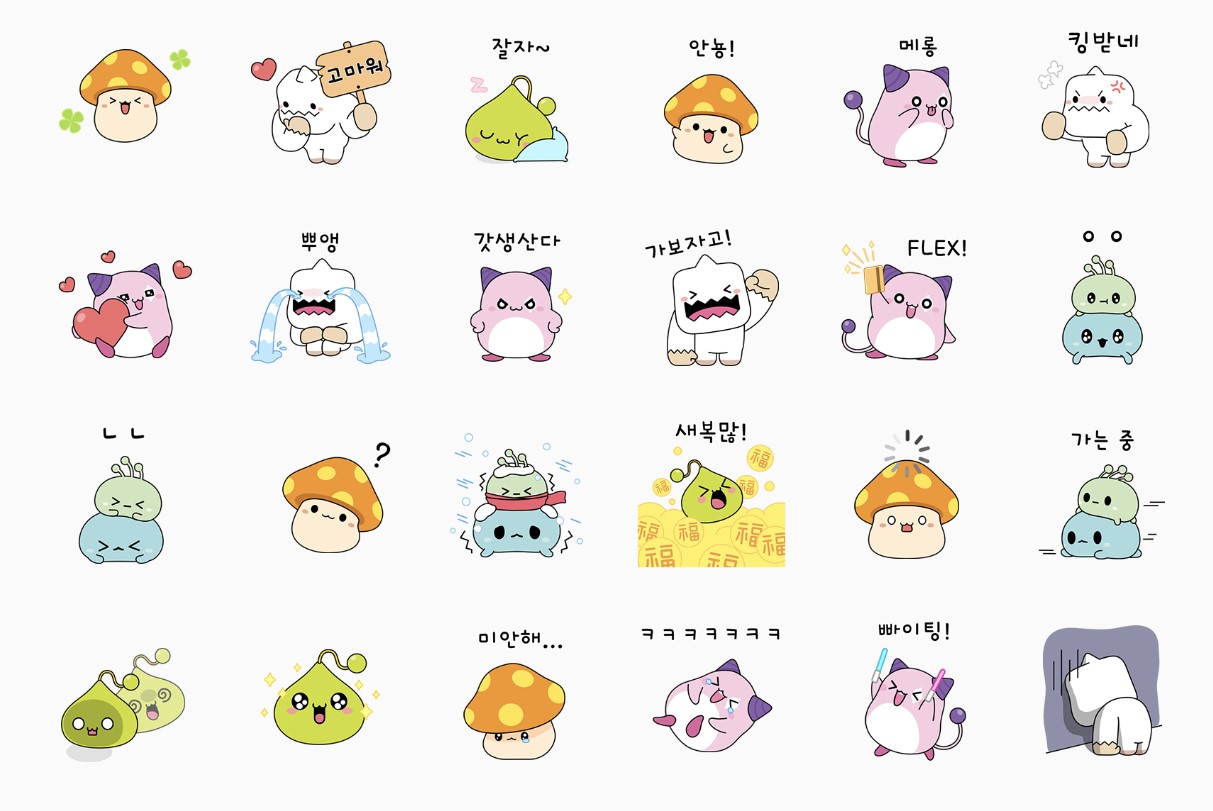 고마워
잘자~
Z
안뇽!
메롱
킹받네
뿌앵
갓생산다
가보자고!
FLEX!
ㅇ ㅇ
ㄴ ㄴ
?
새복많!
福
福
福
福
福
福
福
福
福
가는 중
미안해...
ㅋㅋㅋㅋㅋㅋㅋ
빠이팅!